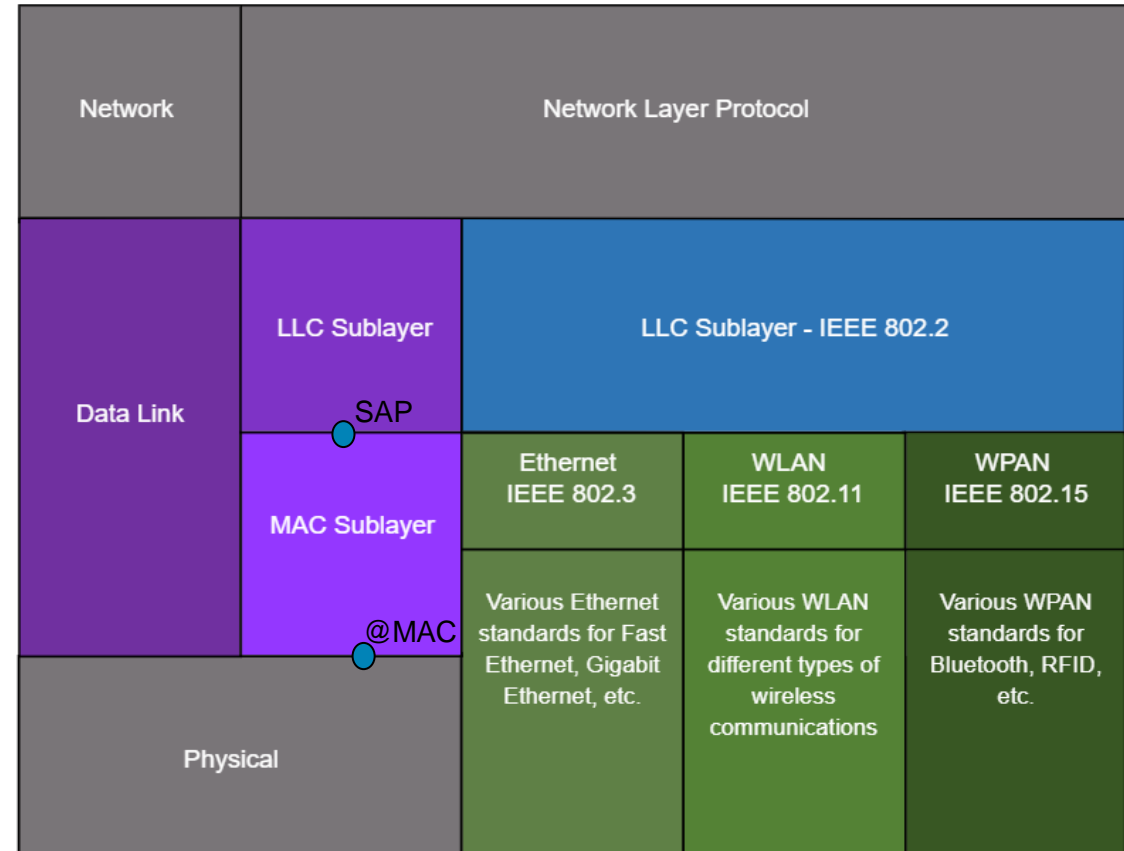 Network
Network Layer Protocol
Data Link
LLC Sublayer
LLC Sublayer - IEEE 802.2
SAP
MAC Sublayer
@MAC
Ethernet
IEEE 802.3
WLAN
IEEE 802.11
WPAN
IEEE 802.15
Various Ethernet
standards for Fast
Ethernet, Gigabit
Ethernet, etc.
Various WLAN
standards for
different types of
wireless
communications
Various WPAN
standards for
Bluetooth, RFID,
etc.
Physical